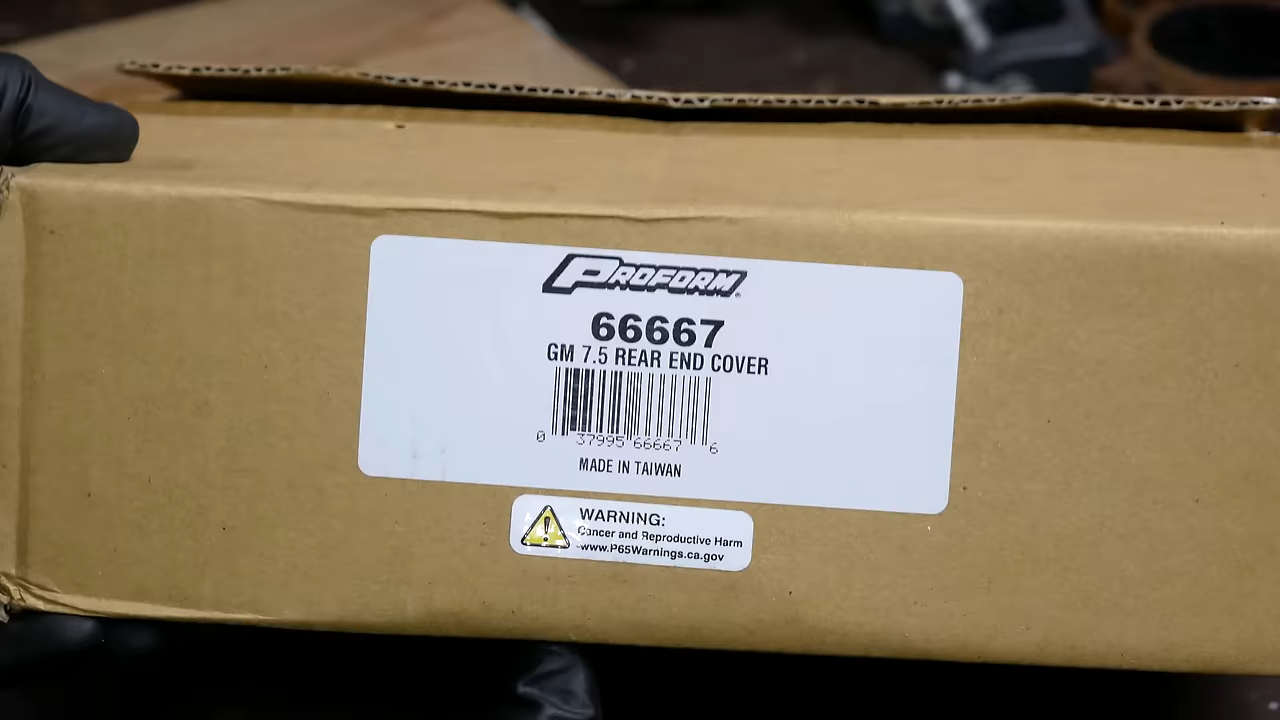 PROFORM®
66667
GM 7.5 REAR END COVER
0 37995 66667 6
MADE IN TAIWAN
WARNING:
Cancer and Reproductive Harm
-www.P65Warnings.ca.gov